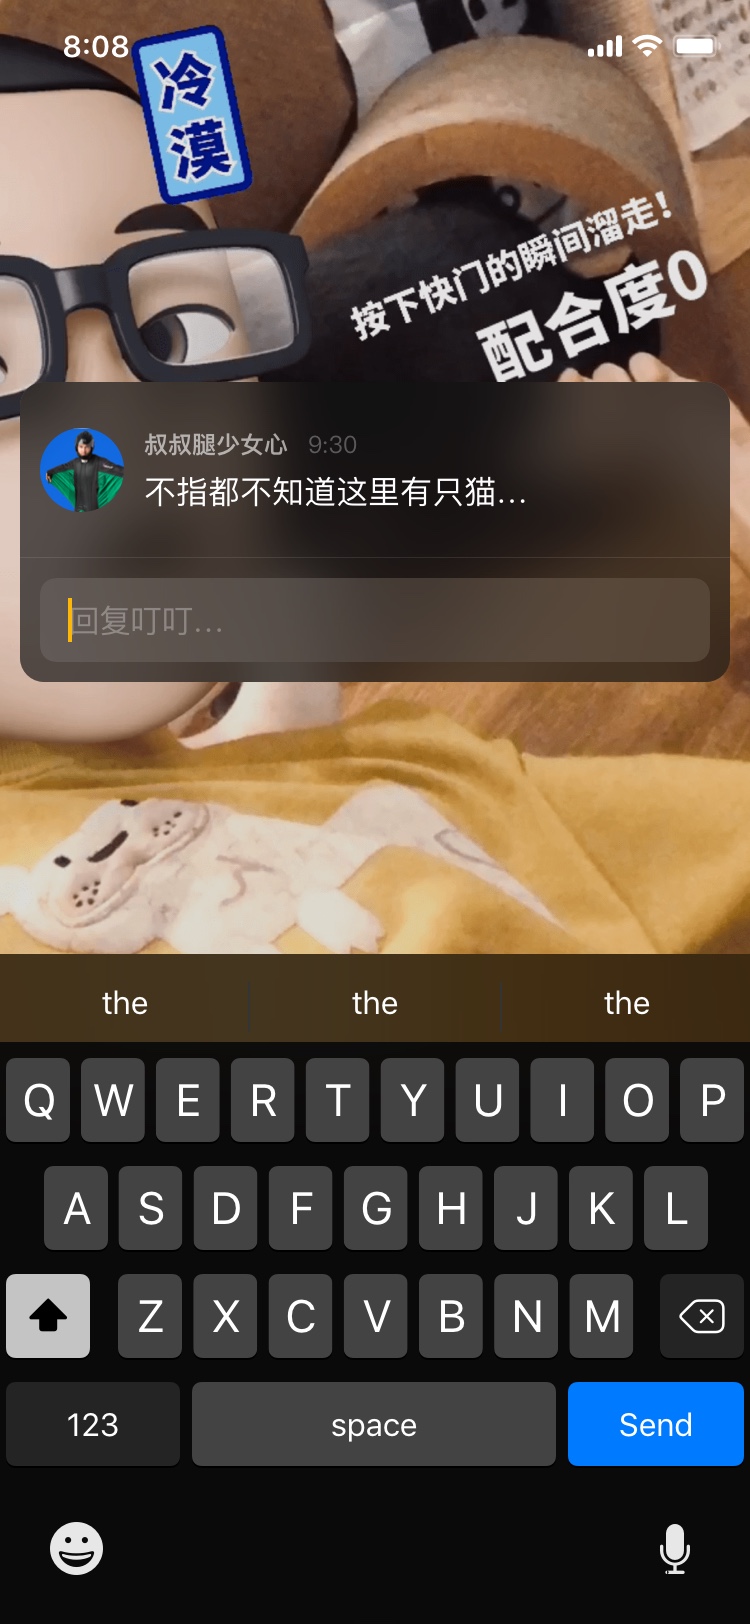 8:08
冷漠
按下快门的瞬间溜走！
配合度0
叔叔腿少女心 9:30
不指都不知道这里有只猫...
回复叮叮...
the the the
Q W E R T Y U I O P
A S D F G H J K L
Z X C V B N M
123 space Send